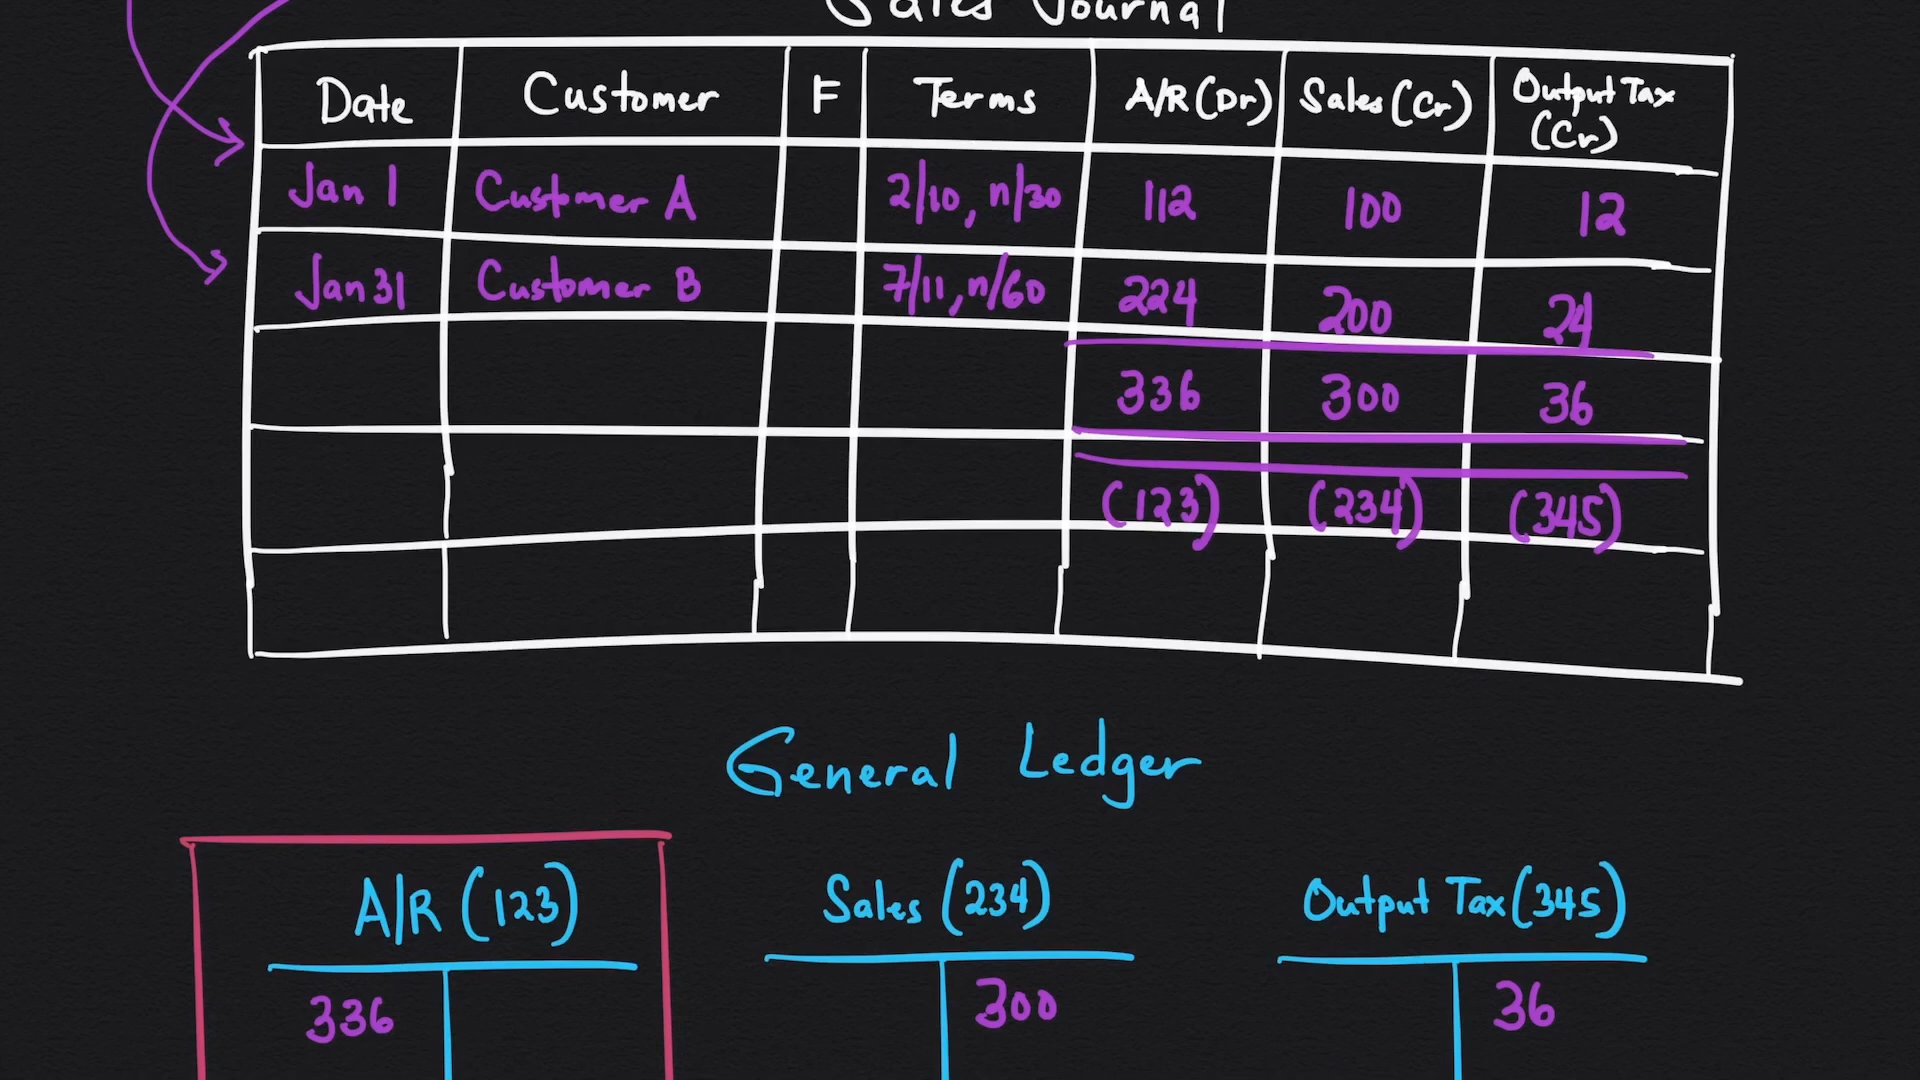 Sales Journal
Date Customer F Terms A/R (Dr) Sales (Cr) Output Tax (Cr)
Jan 1 Customer A 2/10, n/30 112 100 12
Jan 31 Customer B 7/11, n/60 224 200 24
336 300 36
(123) (234) (345)
General Ledger
A/R (123) Sales (234) Output Tax (345)
336 300 36